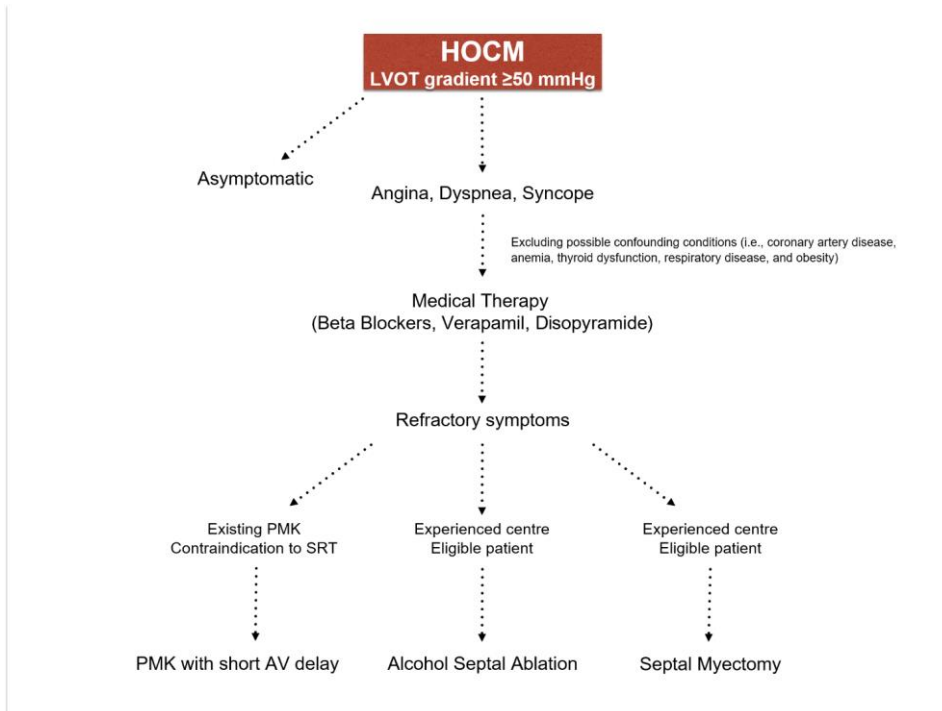 HOCM
LVOT gradient ≥50 mmHg
Asymptomatic
Angina, Dyspnea, Syncope
Excluding possible confounding conditions (i.e., coronary artery disease,
anemia, thyroid dysfunction, respiratory disease, and obesity)
Medical Therapy
(Beta Blockers, Verapamil, Disopyramide)
Refractory symptoms
Existing PMK
Contraindication to SRT
Experienced centre
Eligible patient
Experienced centre
Eligible patient
PMK with short AV delay
Alcohol Septal Ablation
Septal Myectomy